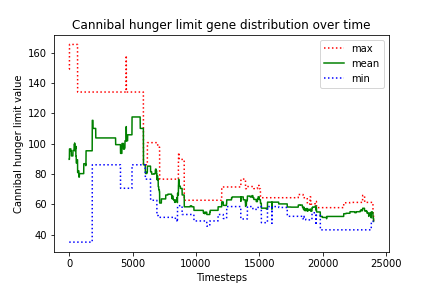 Cannibal hunger limit gene distribution over time
max
mean
min
Cannibal hunger limit value
160
140
120
100
80
60
40
0
5000
10000
15000
20000
25000
Timesteps